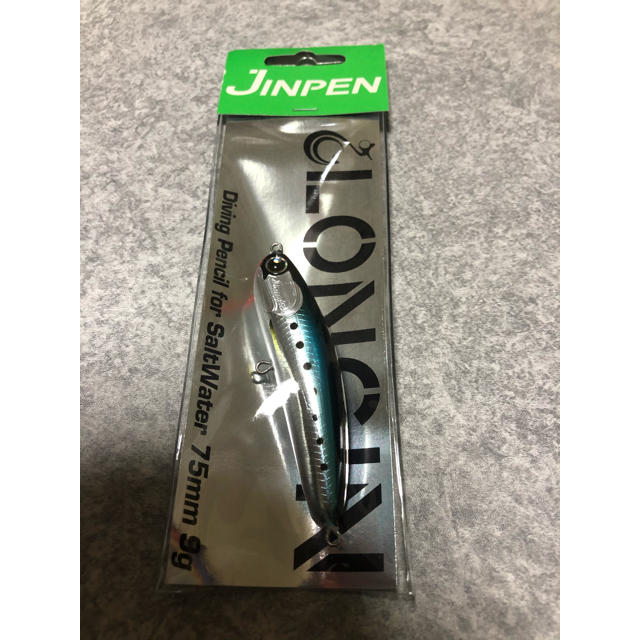 JINPEN
LONGIN
Diving Pencil for SaltWater 75mm 9g